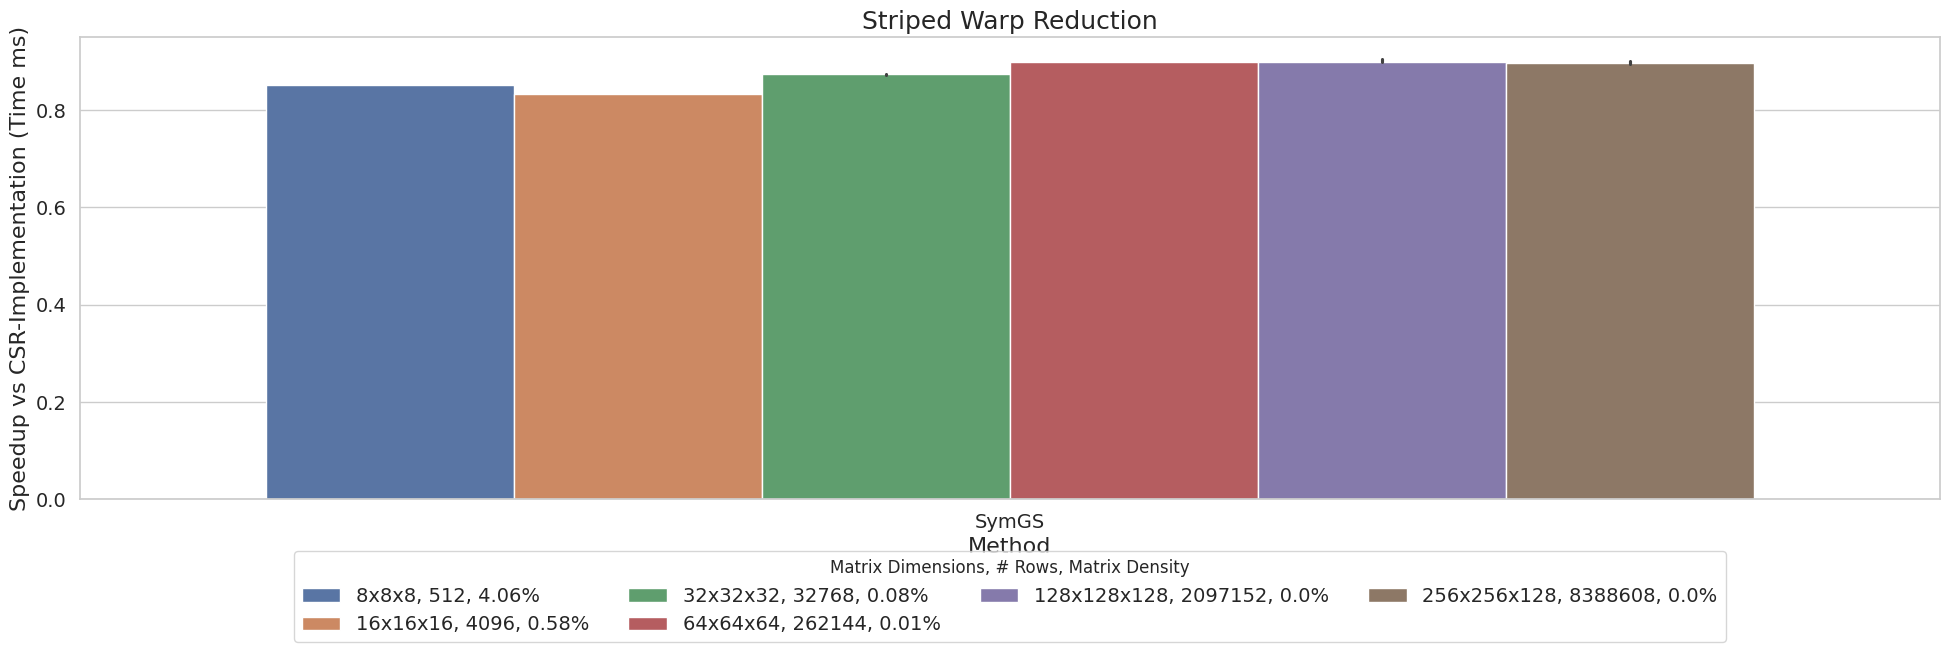 Striped Warp Reduction
Speedup vs CSR-Implementation (Time ms)
0.8
0.6
0.4
0.2
0.0
SymGS
Method
Matrix Dimensions, # Rows, Matrix Density
8x8x8, 512, 4.06%
16x16x16, 4096, 0.58%
32x32x32, 32768, 0.08%
64x64x64, 262144, 0.01%
128x128x128, 2097152, 0.0%
256x256x128, 8388608, 0.0%